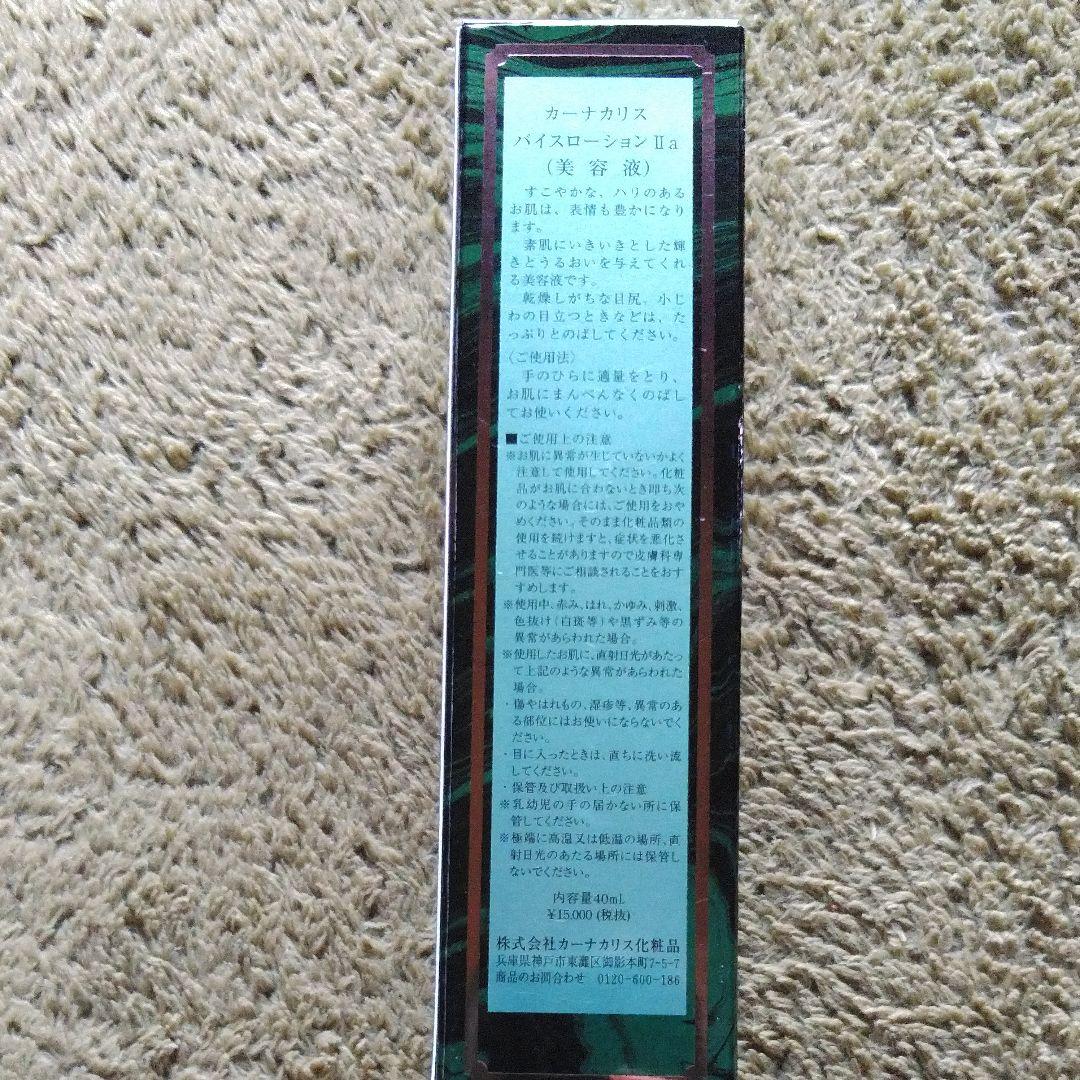 カーナカリス
バイスローション Ⅱa
(美容液)
すこやかな、ハリのある
お肌は、表情も豊かになり
ます。
素肌にいきいきとした輝
きとうるおいを与えてくれ
る美容液です。
乾燥しがちな目尻、小じ
わの目立つときなどは、た
っぷりとのばしてください。
〈ご使用法〉
手のひらに適量をとり、
お肌にまんべんなくのばし
てお使いください。
■ご使用上の注意
※お肌に異常が生じていないかよく
注意して使用してください。化粧
品がお肌に合わないとき即ち次
のような場合には、ご使用をおや
めください。そのまま化粧品類の
使用を続けますと、症状を悪化さ
せることがありますので皮膚科専
門医等にご相談されることをおす
すめします。
※使用中、赤み、はれ、かゆみ、刺激、
色抜け(白斑等)や黒ずみ等の
異常があらわれた場合。
※使用したお肌に、直射日光があたっ
て上記のような異常があらわれた
場合。
・傷やはれもの、湿疹等、異常のあ
る部位にはお使いにならないでく
ださい。
・目に入ったときは、直ちに洗い流
してください。
・保管及び取扱い上の注意
※乳幼児の手の届かない所に保
管してください。
※極端に高温又は低温の場所、直
射日光のあたる場所には保管し
ないでください。
内容量40mL
¥15,000(税抜)
株式会社カーナカリス化粧品
兵庫県神戸市東灘区御影本町7-5-7
商品のお問合わせ 0120-600-186